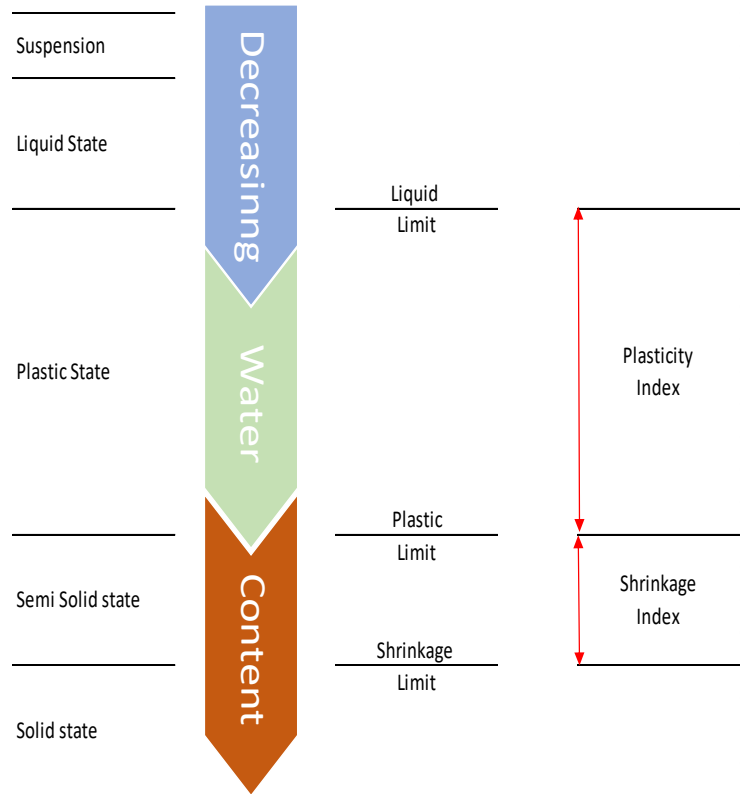 Suspension
Liquid State
Plastic State
Semi Solid state
Solid state
Decreasinng
Water
Content
Liquid
Limit
Plastic
Limit
Shrinkage
Limit
Plasticity
Index
Shrinkage
Index